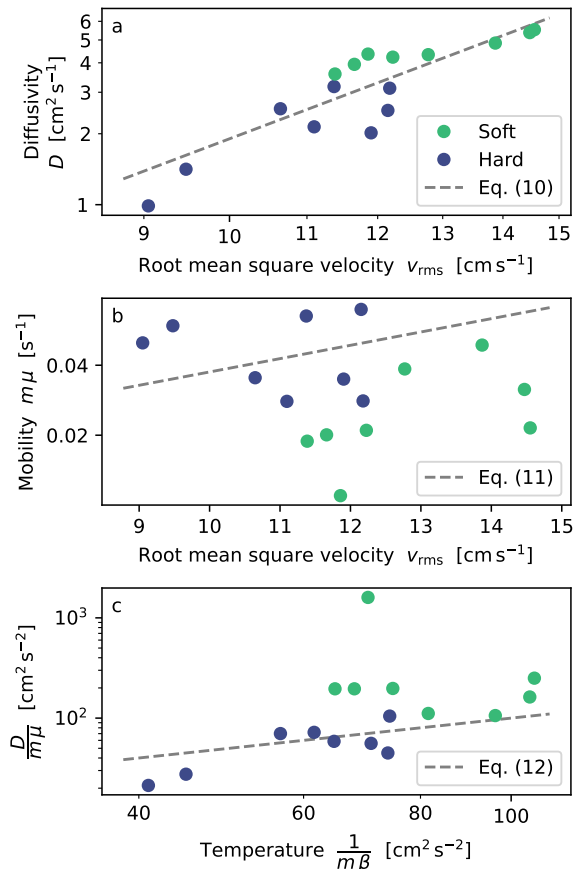 a
6
5
4
3
2
1
Diffusivity
D [cm² s⁻¹]
Soft
Hard
Eq. (10)
9 10 11 12 13 14 15
Root mean square velocity v_rms [cm s⁻¹]
b
0.04
0.02
Mobility m μ [s⁻¹]
Eq. (11)
9 10 11 12 13 14 15
Root mean square velocity v_rms [cm s⁻¹]
c
10³
10²
D/mμ [cm² s⁻²]
Eq. (12)
40 60 80 100
Temperature 1/m β [cm² s⁻²]